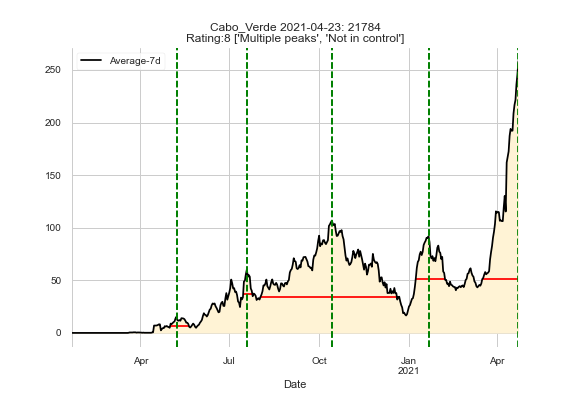 Cabo_Verde 2021-04-23: 21784
Rating:8 ['Multiple peaks', 'Not in control']
Average-7d
250
200
150
100
50
0
Apr
Jul
Oct
Jan
2021
Apr
Date